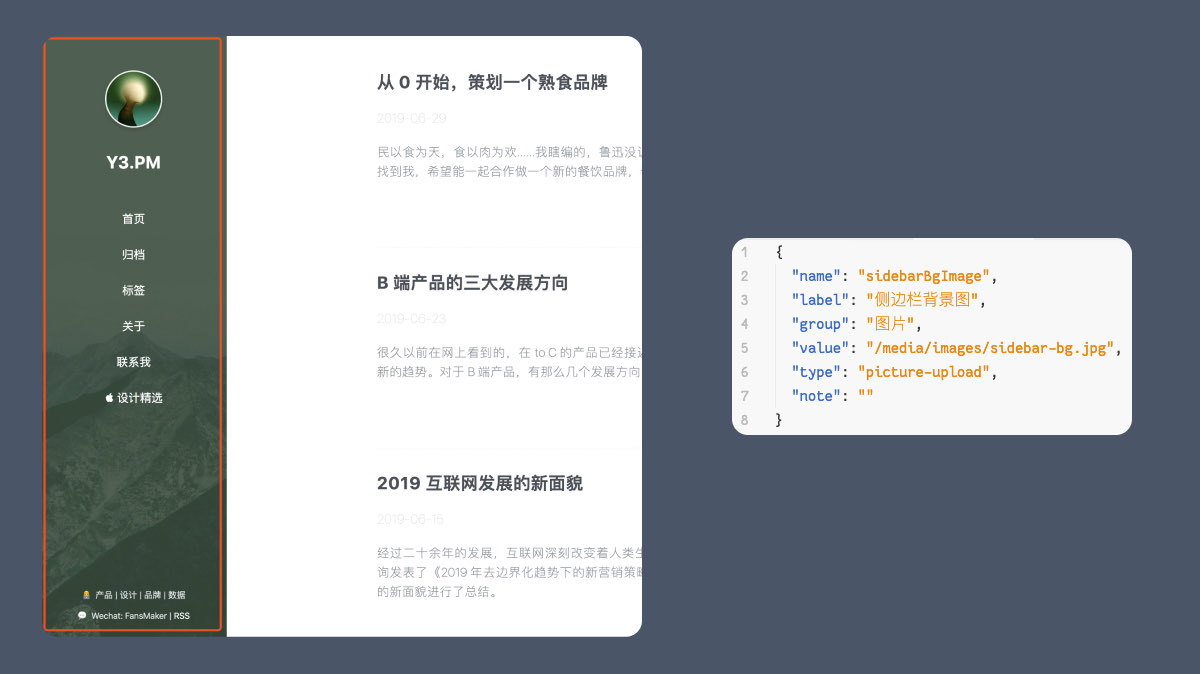 Y3.PM
首页
归档
标签
关于
联系我
设计精选
产品 | 设计 | 品牌 | 数据
Wechat: FansMaker | RSS
从 0 开始，策划一个熟食品牌
2019-06-29
民以食为天，食以肉为欢......我瞎编的，鲁迅没
找到我，希望能一起合作做一个新的餐饮品牌，
B 端产品的三大发展方向
2019-06-23
很久以前在网上看到的，在 to C 的产品已经接
新的趋势。对于 B 端产品，有那么几个发展方向
2019 互联网发展的新面貌
2019-06-15
经过二十余年的发展，互联网深刻改变着人类
询发表了《2019 年去边界化趋势下的新营销策
的新面貌进行了总结。
1 {
2 "name": "sidebarBgImage",
3 "label": "侧边栏背景图",
4 "group": "图片",
5 "value": "/media/images/sidebar-bg.jpg",
6 "type": "picture-upload",
7 "note": ""
8 }